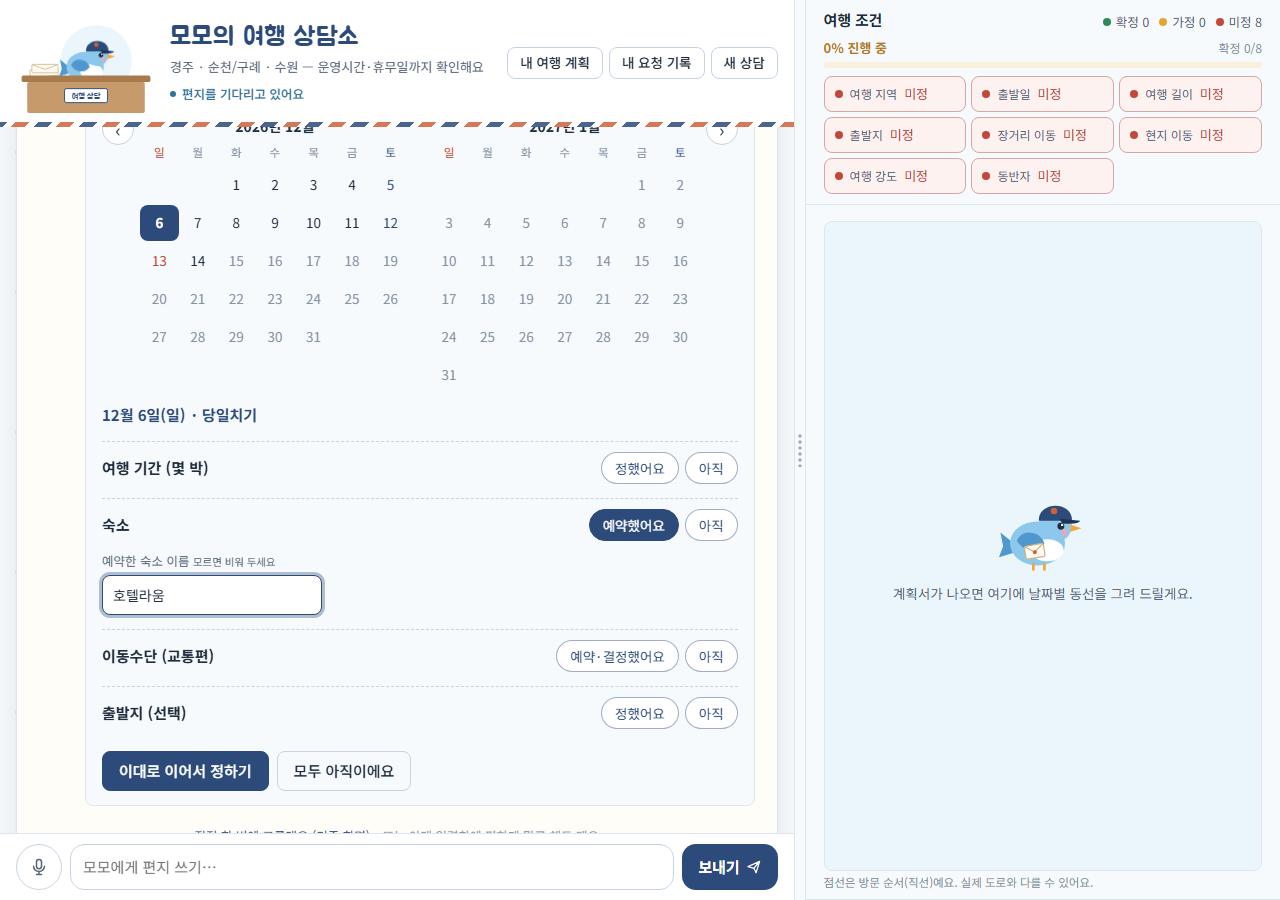 모모의 여행 상담소
경주 · 순천/구례 · 수원 — 운영시간·휴무일까지 확인해요
편지를 기다리고 있어요
여행 상담
내 여행 계획
내 요청 기록
새 상담
‹ 2026년 12월 2027년 1월 ›
일 월 화 수 목 금 토 일 월 화 수 목 금 토
1 2 3 4 5 1 2
6 7 8 9 10 11 12 3 4 5 6 7 8 9
13 14 15 16 17 18 19 10 11 12 13 14 15 16
20 21 22 23 24 25 26 17 18 19 20 21 22 23
27 28 29 30 31 24 25 26 27 28 29 30
31
12월 6일(일) · 당일치기
여행 기간 (몇 박) 정했어요 아직
숙소 예약했어요 아직
예약한 숙소 이름 모르면 비워 두세요
호텔라움
이동수단 (교통편) 예약·결정했어요 아직
출발지 (선택) 정했어요 아직
이대로 이어서 정하기 모두 아직이에요
모모에게 편지 쓰기…
보내기
여행 조건
확정 0 가정 0 미정 8
0% 진행 중 확정 0/8
여행 지역 미정 출발일 미정 여행 길이 미정
출발지 미정 장거리 이동 미정 현지 이동 미정
여행 강도 미정 동반자 미정
계획서가 나오면 여기에 날짜별 동선을 그려 드릴게요.
점선은 방문 순서(직선)예요. 실제 도로와 다를 수 있어요.